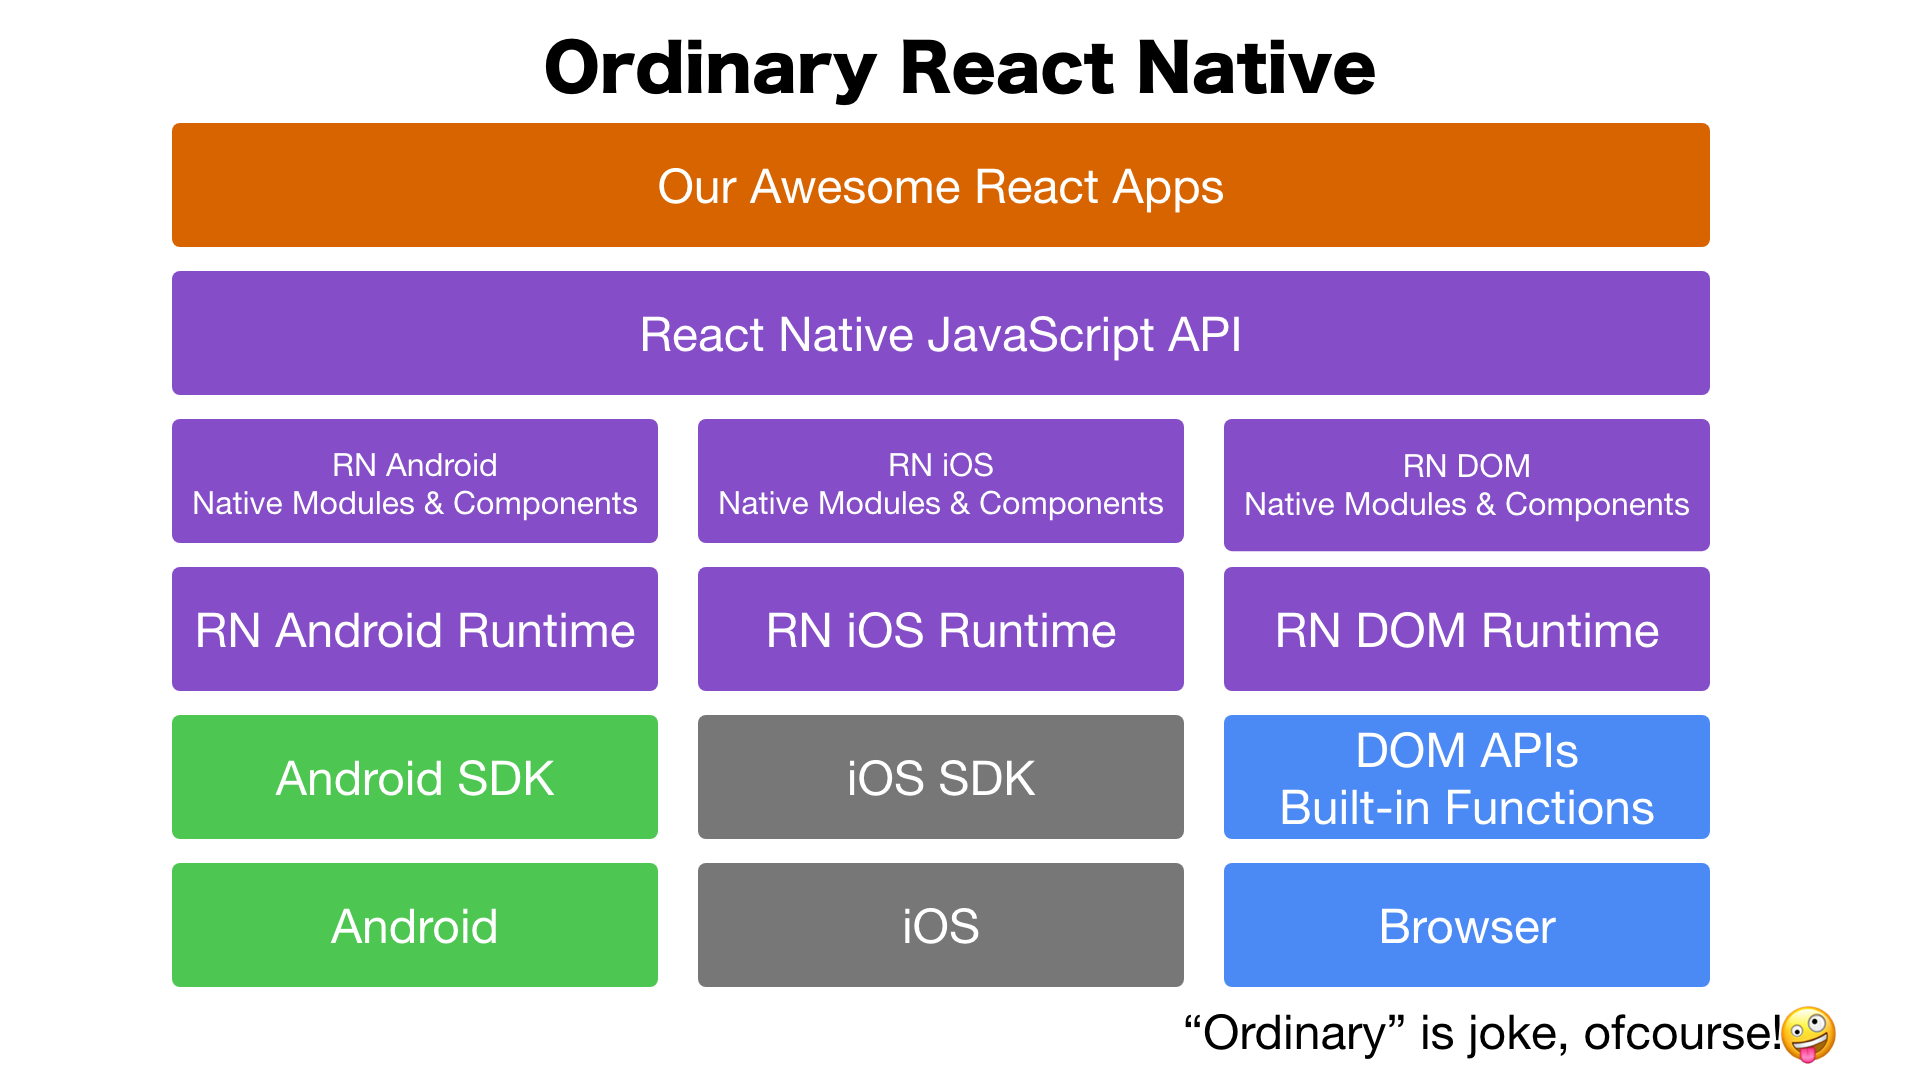 Ordinary React Native
Our Awesome React Apps
React Native JavaScript API
RN Android
Native Modules & Components
RN iOS
Native Modules & Components
RN DOM
Native Modules & Components
RN Android Runtime
RN iOS Runtime
RN DOM Runtime
Android SDK
iOS SDK
DOM APIs
Built-in Functions
Android
iOS
Browser
“Ordinary” is joke, ofcourse!🤪